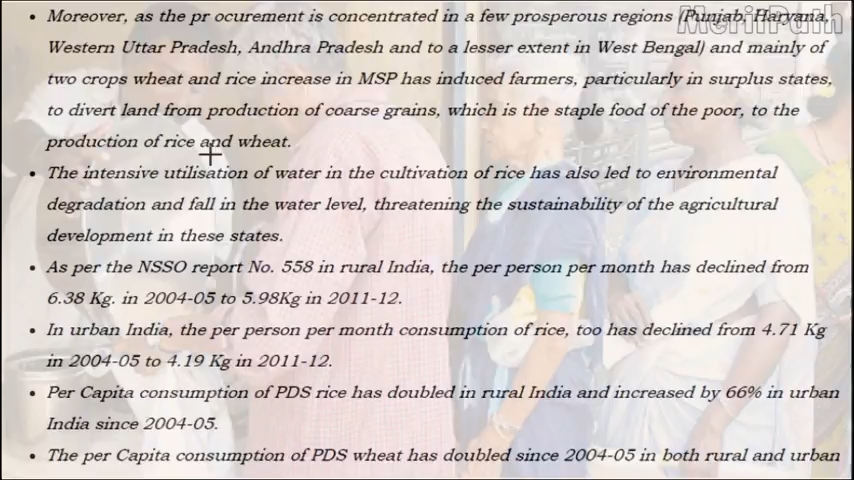 MeritPath
• Moreover, as the pr ocurement is concentrated in a few prosperous regions (Punjab, Haryana,
Western Uttar Pradesh, Andhra Pradesh and to a lesser extent in West Bengal) and mainly of
two crops wheat and rice increase in MSP has induced farmers, particularly in surplus states,
to divert land from production of coarse grains, which is the staple food of the poor, to the
production of rice and wheat.
• The intensive utilisation of water in the cultivation of rice has also led to environmental
degradation and fall in the water level, threatening the sustainability of the agricultural
development in these states.
• As per the NSSO report No. 558 in rural India, the per person per month has declined from
6.38 Kg. in 2004-05 to 5.98Kg in 2011-12.
• In urban India, the per person per month consumption of rice, too has declined from 4.71 Kg
in 2004-05 to 4.19 Kg in 2011-12.
• Per Capita consumption of PDS rice has doubled in rural India and increased by 66% in urban
India since 2004-05.
• The per Capita consumption of PDS wheat has doubled since 2004-05 in both rural and urban